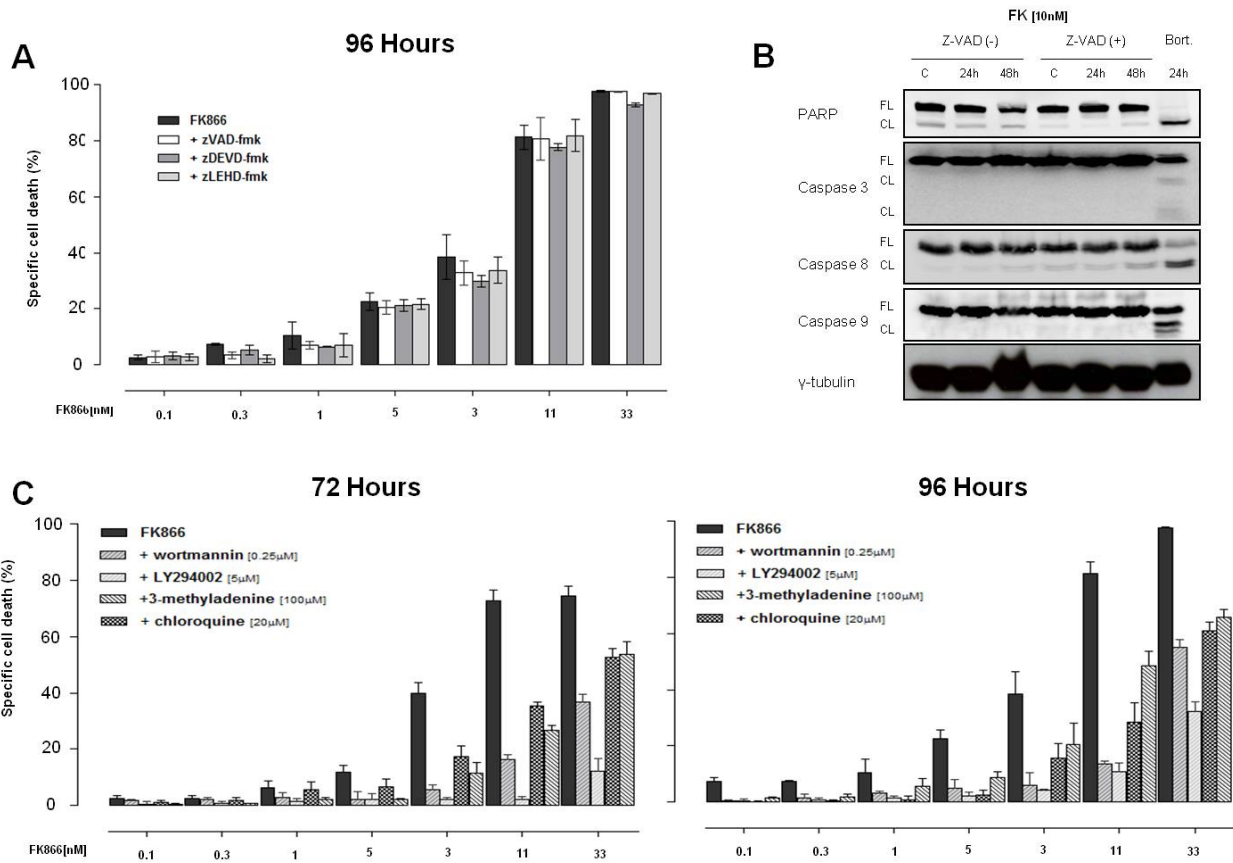 A
96 Hours
Specific cell death (%)
100
80
6C
40
2C
0
FK866
+ zVAD-fmk
+ zDEVD-fmk
+ zLEHD-fmk
FK866[nM]
0.1 0.3 1 5 3 11 33
B
FK [10nM]
Z-VAD (-) Z-VAD (+) Bort.
C 24h 48h C 24h 48h 24h
PARP
FL
CL
Caspase 3
FL
CL
CL
Caspase 8
FL
CL
Caspase 9
FL
CL
γ-tubulin
C
72 Hours
Specific cell death (%)
100
80
60
40
20
0
FK866
+ wortmannin [0.25µM]
+ LY294002 [5µM]
+3-methyladenine [100µM]
+ chloroquine [20µM]
FK866[nM]
0.1 0.3 1 5 3 11 33
96 Hours
FK866
+ wortmannin [0.25µM]
+ LY294002 [5µM]
+3-methyladenine [100µM]
+ chloroquine [20µM]
FK866[nM]
0.1 0.3 1 5 3 11 33